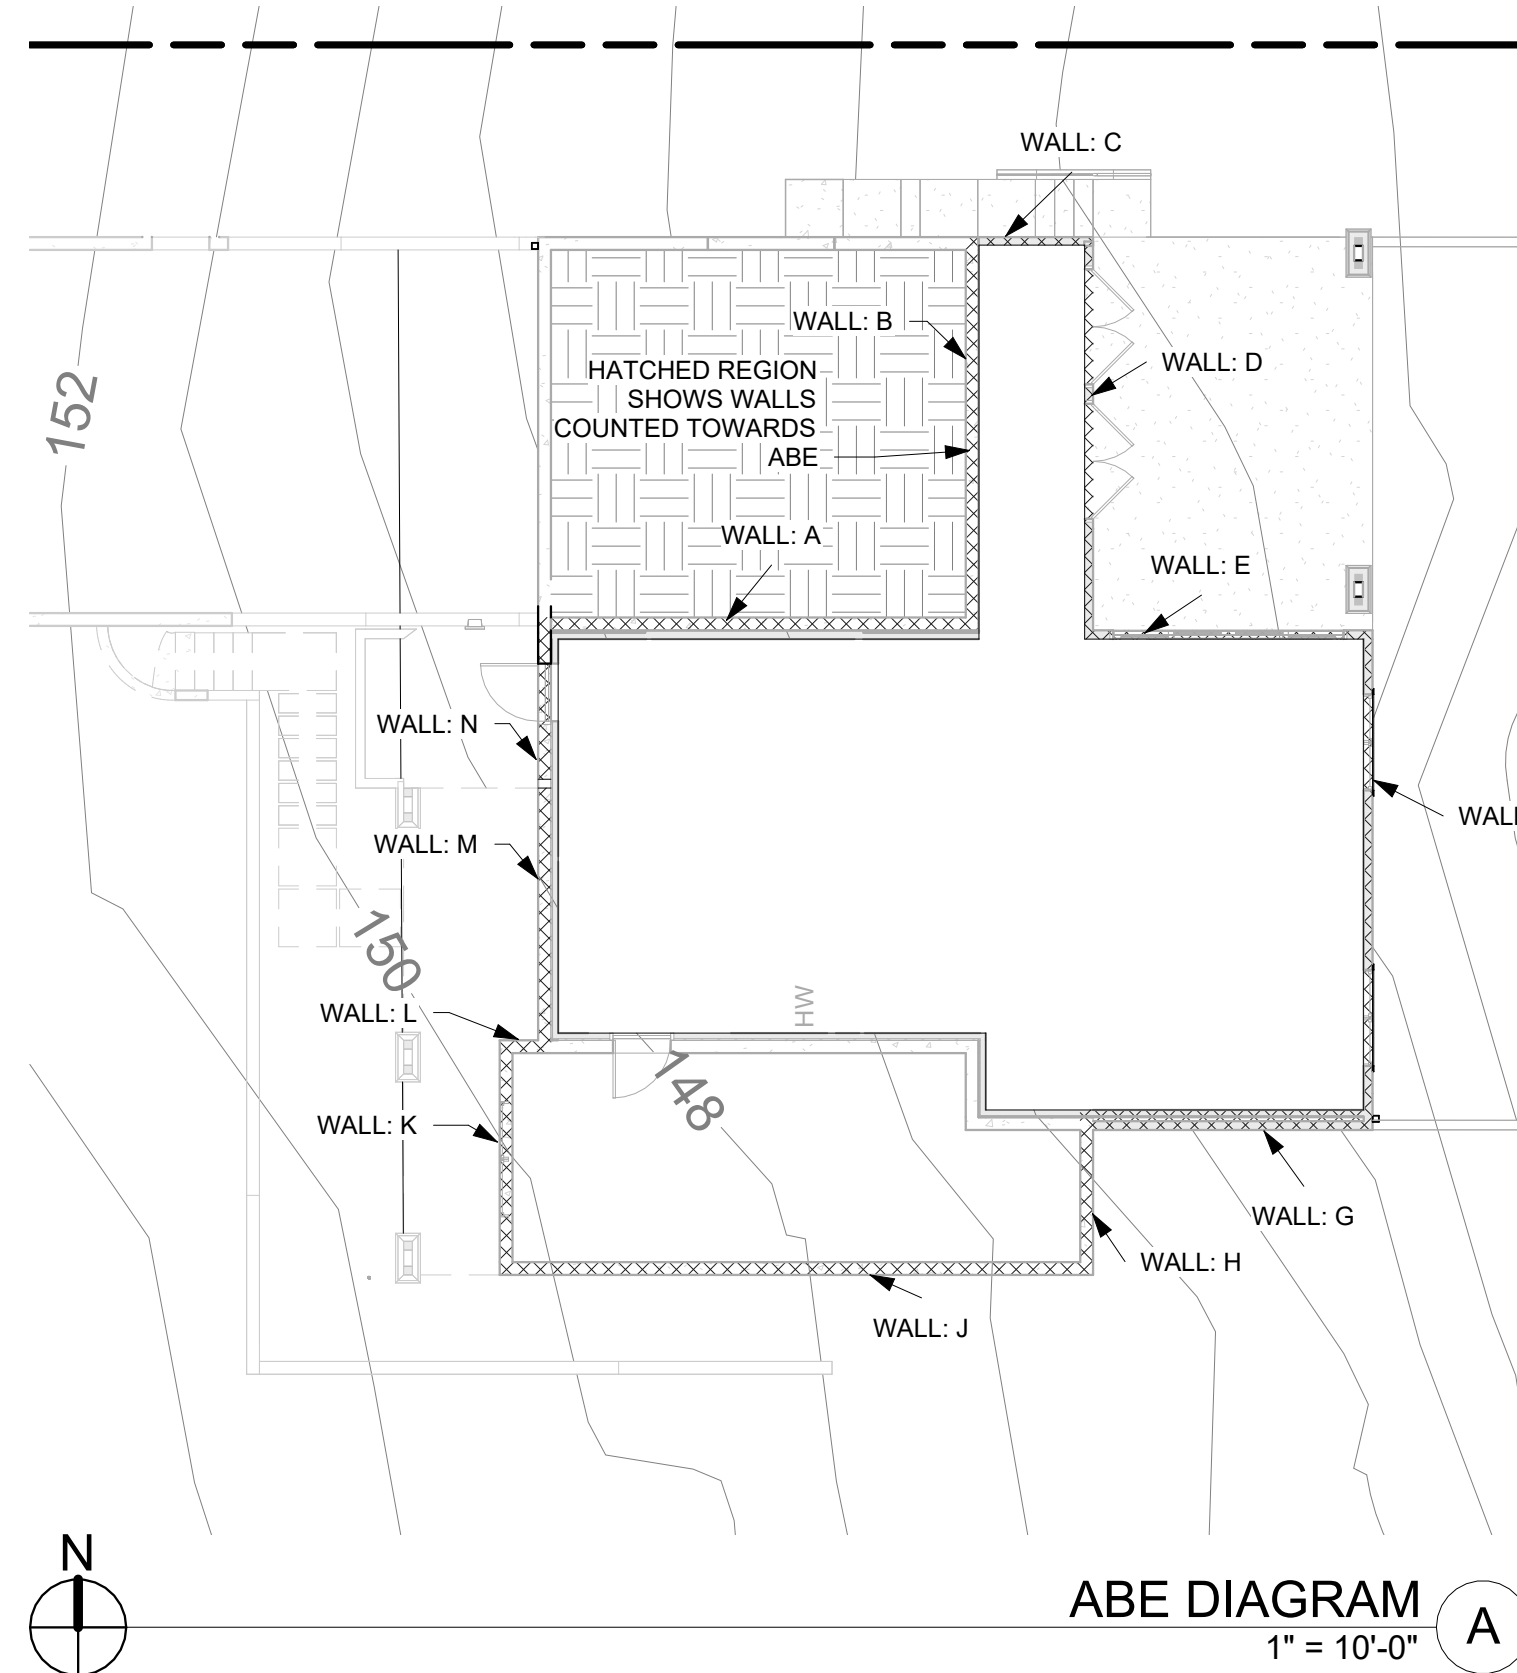 WALL: C
WALL: B
HATCHED REGION
SHOWS WALLS
COUNTED TOWARDS
ABE
WALL: D
152
WALL: A
WALL: E
WALL: N
WALL: M
150
HW
WALL: L
148
WALL: K
WALL: G
WALL: H
WALL: J
N
ABE DIAGRAM
1" = 10'-0"
A